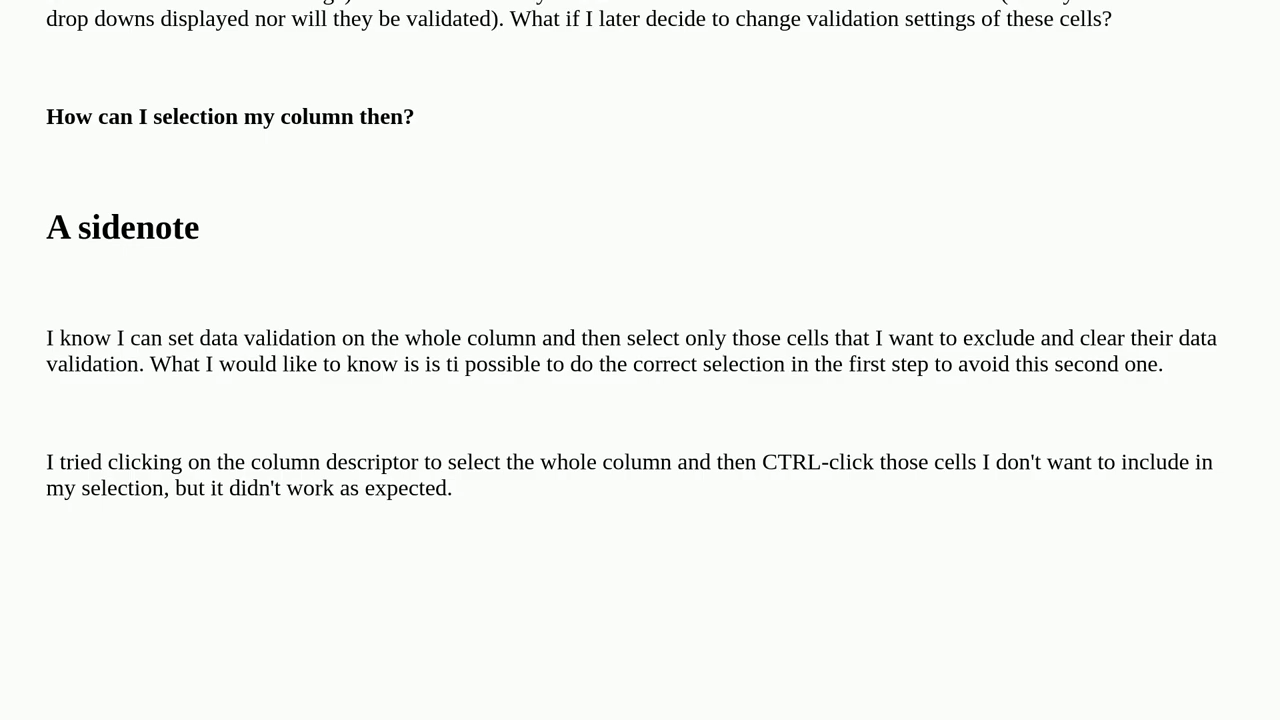 drop downs displayed nor will they be validated). What if I later decide to change validation settings of these cells?
How can I selection my column then?
A sidenote
I know I can set data validation on the whole column and then select only those cells that I want to exclude and clear their data
validation. What I would like to know is is ti possible to do the correct selection in the first step to avoid this second one.
I tried clicking on the column descriptor to select the whole column and then CTRL-click those cells I don't want to include in
my selection, but it didn't work as expected.